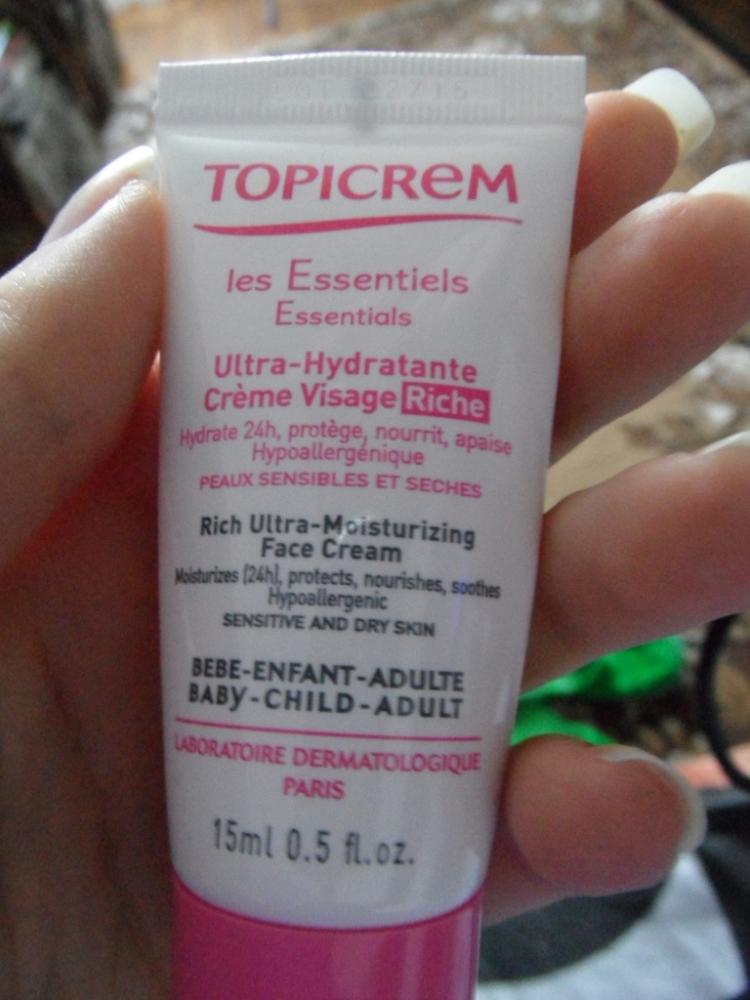 TOPICREM
les Essentiels
Essentials
Ultra-Hydratante
Crème Visage Riche
Hydrate 24h, protège, nourrit, apaise
Hypoallergénique
PEAUX SENSIBLES ET SECHES
Rich Ultra-Moisturizing
Face Cream
Moisturizes (24h), protects, nourishes, soothes
Hypoallergenic
SENSITIVE AND DRY SKIN
BEBE-ENFANT-ADULTE
BABY-CHILD-ADULT
LABORATOIRE DERMATOLOGIQUE
PARIS
15ml 0.5 fl.oz.